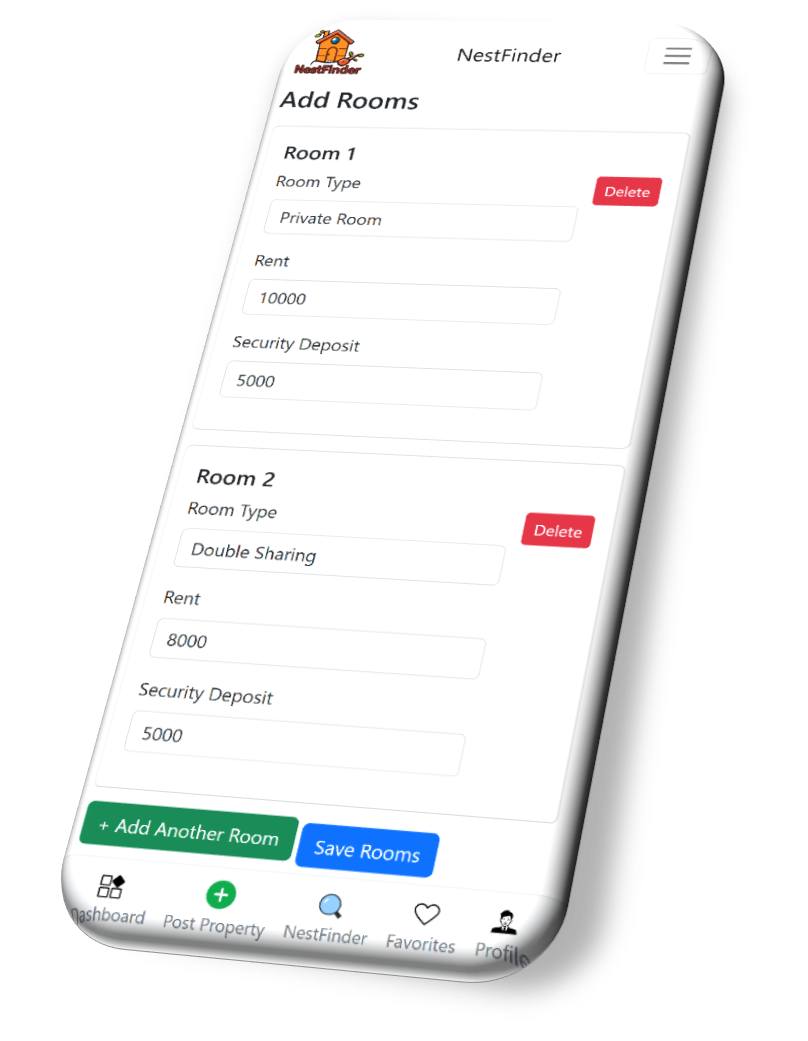 NestFinder
NestFinder
Add Rooms
Room 1
Room Type
Delete
Private Room
Rent
10000
Security Deposit
5000
Room 2
Room Type
Delete
Double Sharing
Rent
8000
Security Deposit
5000
+ Add Another Room
Save Rooms
Dashboard
Post Property
NestFinder
Favorites
Profile